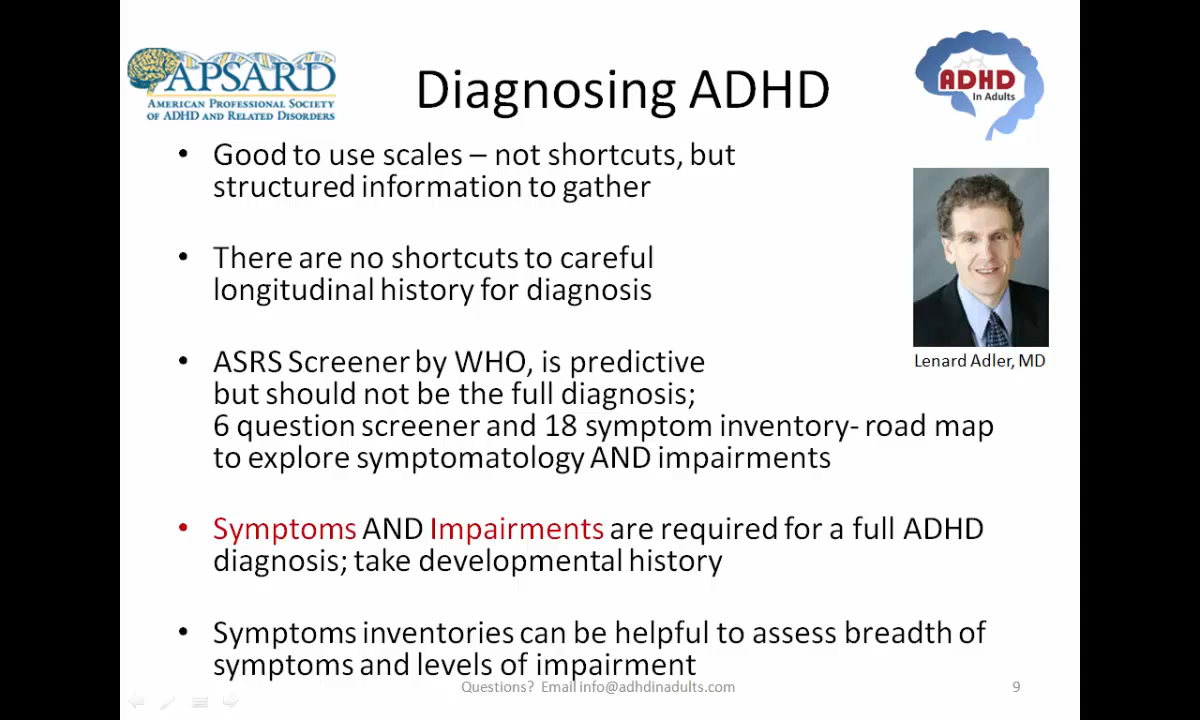 APSARD
AMERICAN PROFESSIONAL SOCIETY
OF ADHD AND RELATED DISORDERS
Diagnosing ADHD
ADHD
In Adults
• Good to use scales – not shortcuts, but
structured information to gather
• There are no shortcuts to careful
longitudinal history for diagnosis
Lenard Adler, MD
• ASRS Screener by WHO, is predictive
but should not be the full diagnosis;
6 question screener and 18 symptom inventory- road map
to explore symptomatology AND impairments
• Symptoms AND Impairments are required for a full ADHD
diagnosis; take developmental history
• Symptoms inventories can be helpful to assess breadth of
symptoms and levels of impairment
Questions? Email info@adhdinadults.com
9